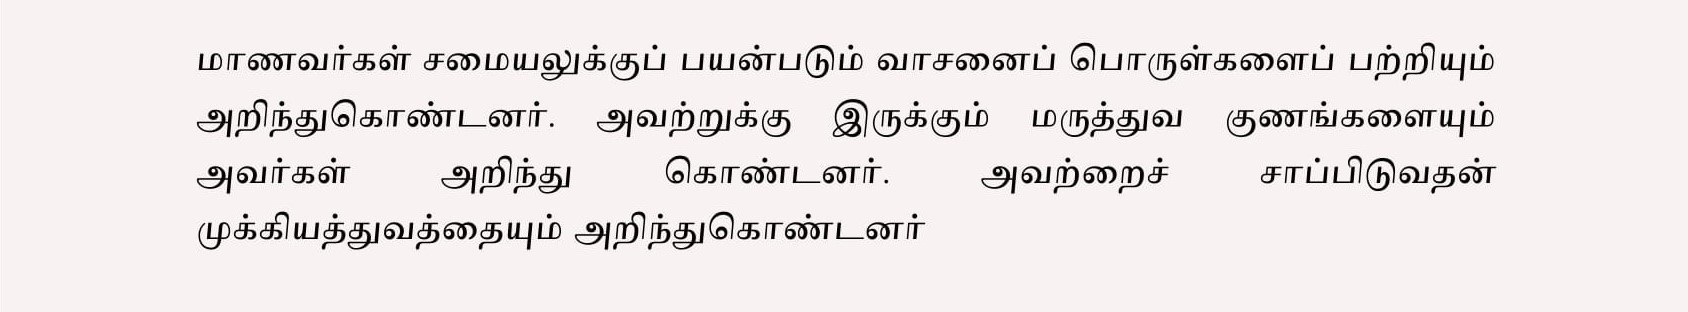 மாணவர்கள் சமையலுக்குப் பயன்படும் வாசனைப் பொருள்களைப் பற்றியும்
அறிந்துகொண்டனர். அவற்றுக்கு இருக்கும் மருத்துவ குணங்களையும்
அவர்கள் அறிந்து கொண்டனர். அவற்றைச் சாப்பிடுவதன்
முக்கியத்துவத்தையும் அறிந்துகொண்டனர்